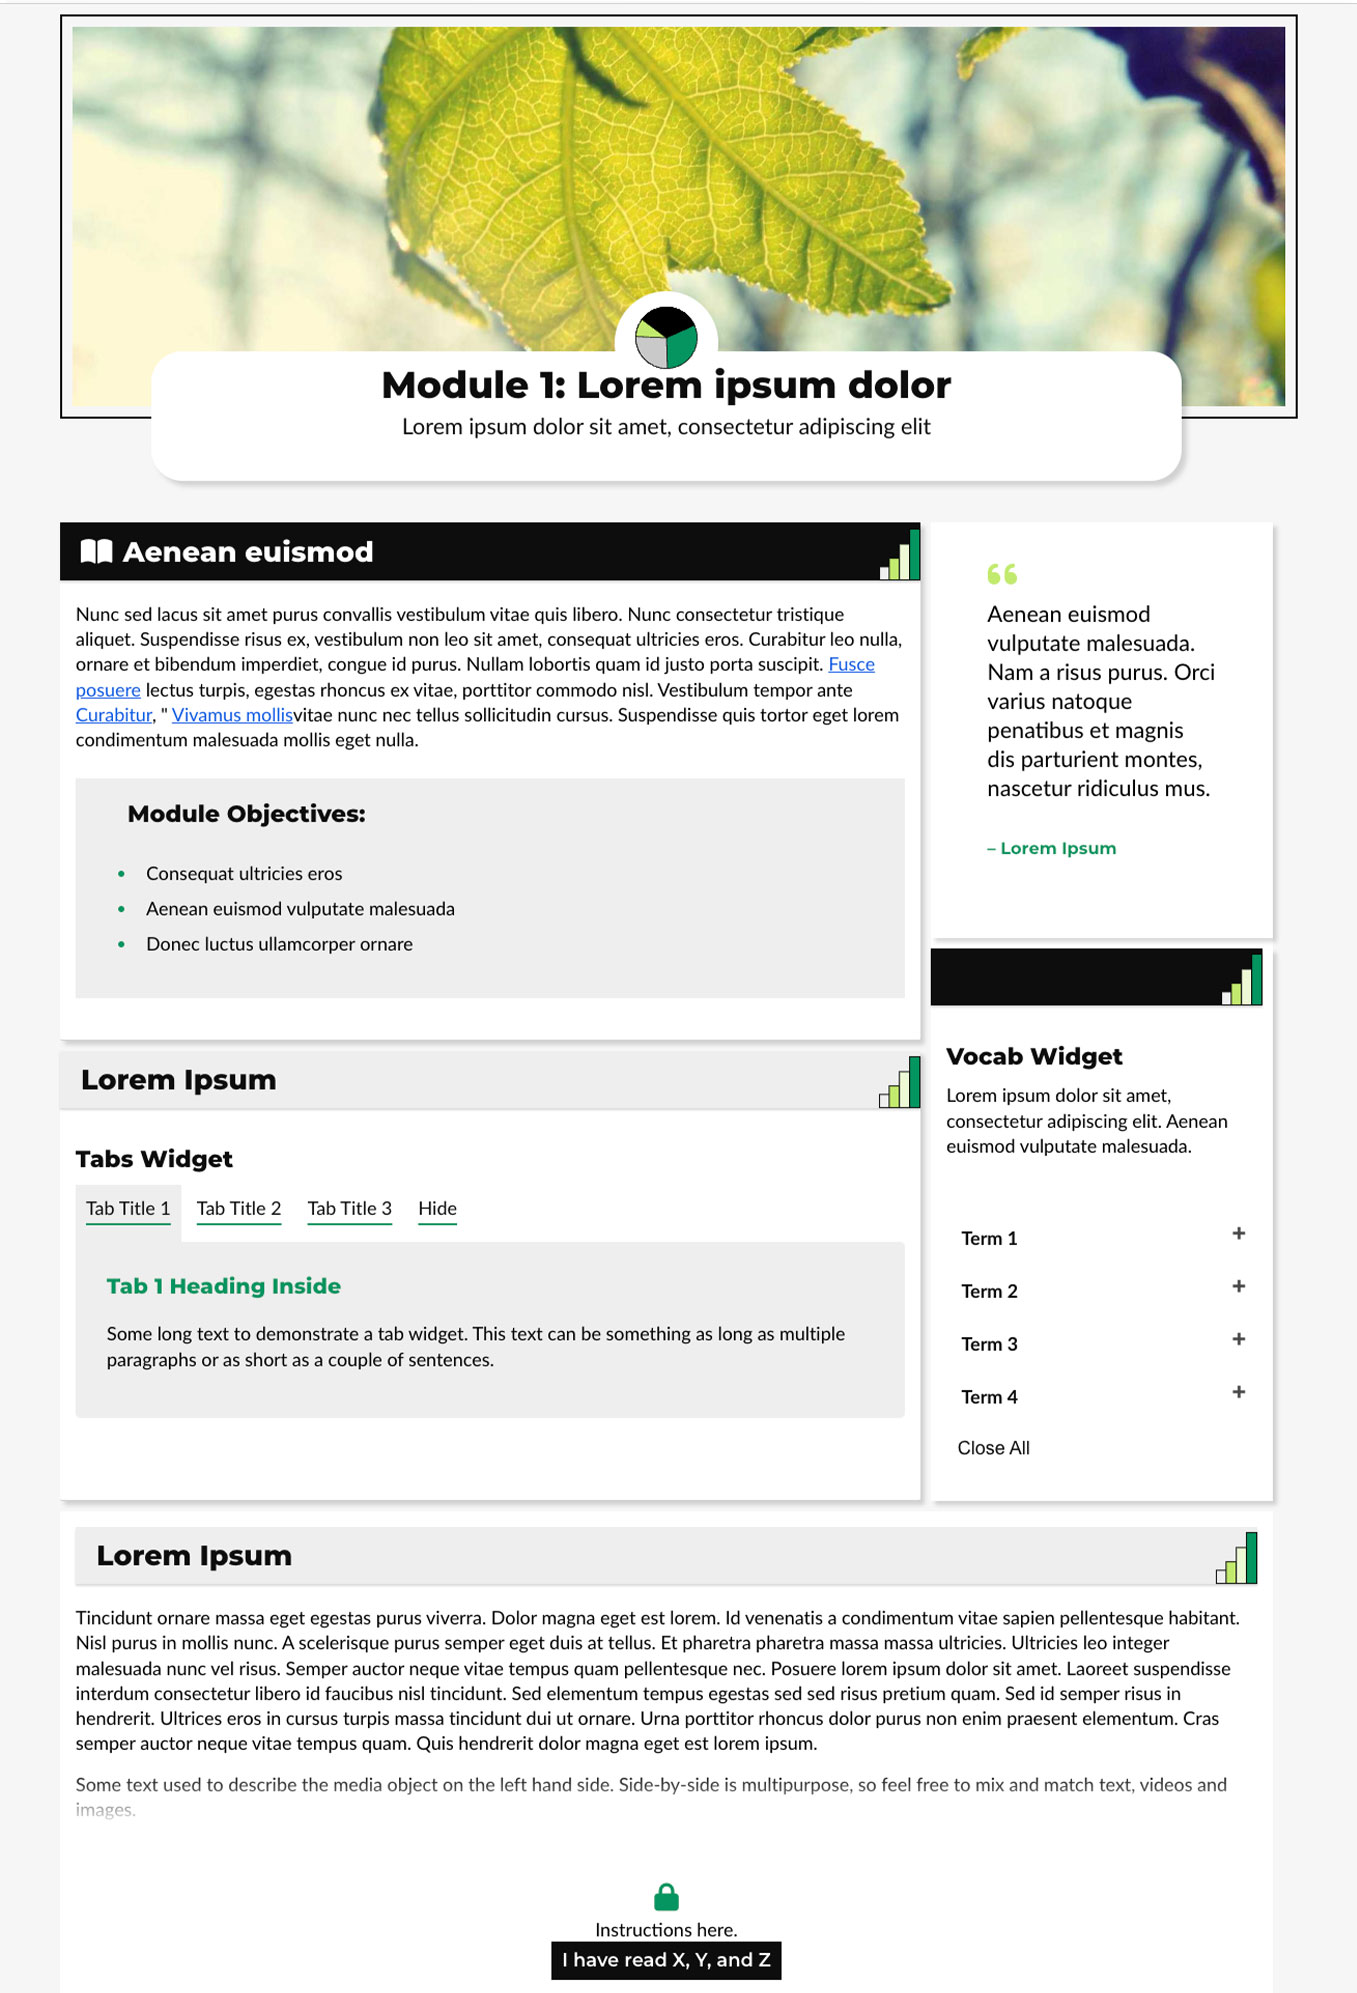 Module 1: Lorem ipsum dolor
Lorem ipsum dolor sit amet, consectetur adipiscing elit
Aenean euismod
Nunc sed lacus sit amet purus convallis vestibulum vitae quis libero. Nunc consectetur tristique
aliquet. Suspendisse risus ex, vestibulum non leo sit amet, consequat ultricies eros. Curabitur leo nulla,
ornare et bibendum imperdiet, congue id purus. Nullam lobortis quam id justo porta suscipit. Fusce
posuere lectus turpis, egestas rhoncus ex vitae, porttitor commodo nisl. Vestibulum tempor ante
Curabitur, " Vivamus mollisvitae nunc nec tellus sollicitudin cursus. Suspendisse quis tortor eget lorem
condimentum malesuada mollis eget nulla.
Module Objectives:
• Consequat ultricies eros
• Aenean euismod vulputate malesuada
• Donec luctus ullamcorper ornare
“
Aenean euismod
vulputate malesuada.
Nam a risus purus. Orci
varius natoque
penatibus et magnis
dis parturient montes,
nascetur ridiculus mus.
– Lorem Ipsum
Lorem Ipsum
Tabs Widget
Tab Title 1 Tab Title 2 Tab Title 3 Hide
Tab 1 Heading Inside
Some long text to demonstrate a tab widget. This text can be something as long as multiple
paragraphs or as short as a couple of sentences.
Vocab Widget
Lorem ipsum dolor sit amet,
consectetur adipiscing elit. Aenean
euismod vulputate malesuada.
Term 1 +
Term 2 +
Term 3 +
Term 4 +
Close All
Lorem Ipsum
Tincidunt ornare massa eget egestas purus viverra. Dolor magna eget est lorem. Id venenatis a condimentum vitae sapien pellentesque habitant.
Nisl purus in mollis nunc. A scelerisque purus semper eget duis at tellus. Et pharetra pharetra massa massa ultricies. Ultricies leo integer
malesuada nunc vel risus. Semper auctor neque vitae tempus quam pellentesque nec. Posuere lorem ipsum dolor sit amet. Laoreet suspendisse
interdum consectetur libero id faucibus nisl tincidunt. Sed elementum tempus egestas sed sed risus pretium quam. Sed id semper risus in
hendrerit. Ultrices eros in cursus turpis massa tincidunt dui ut ornare. Urna porttitor rhoncus dolor purus non enim praesent elementum. Cras
semper auctor neque vitae tempus quam. Quis hendrerit dolor magna eget est lorem ipsum.
Some text used to describe the media object on the left hand side. Side-by-side is multipurpose, so feel free to mix and match text, videos and
images.
Instructions here.
I have read X, Y, and Z